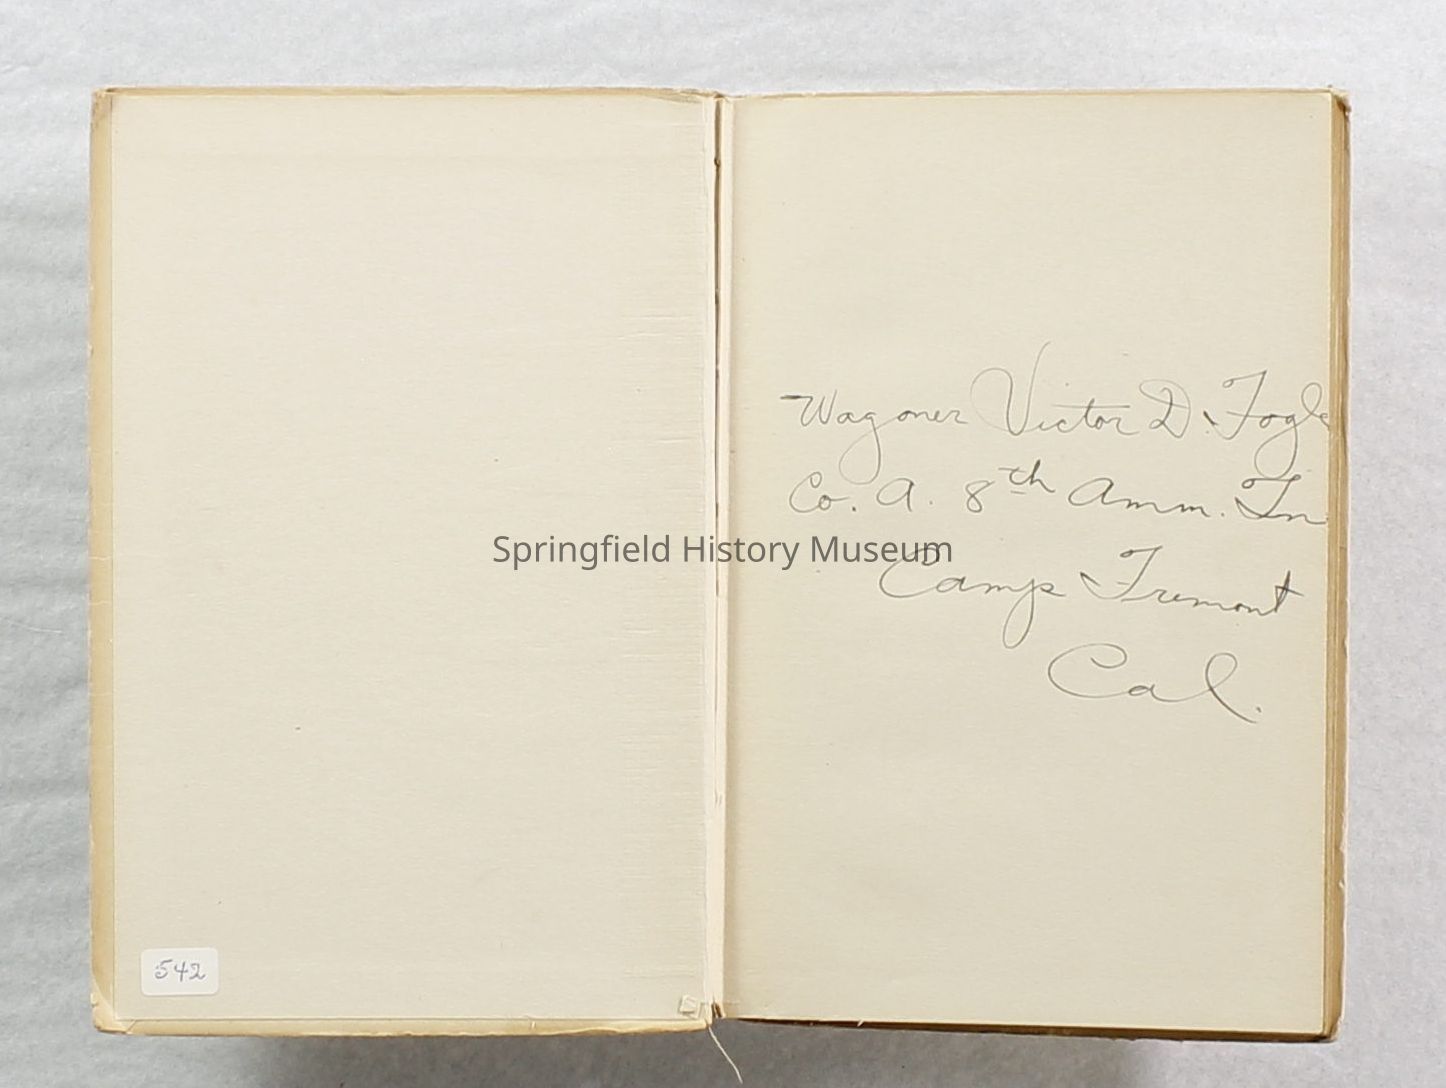 Wagoner Victor D. Fogle
Co. A. 8th Amm. Tn
Camp Fremont
Cal.
Springfield History Museum
542